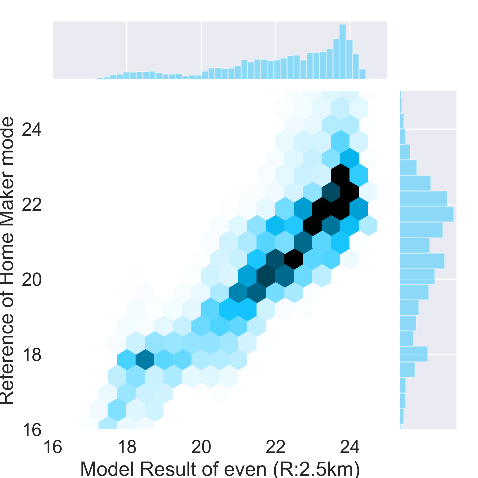 Reference of Home Maker mode
24
22
20
18
16
16 18 20 22 24
Model Result of even (R:2.5km)